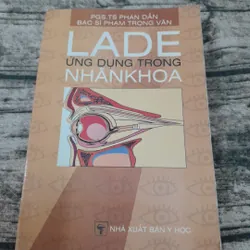 PGS.TS PHAN DẪN
BÁC-SĨ PHẠM TRỌNG VĂN
LADE
ỨNG DỤNG TRONG
NHÃN KHOA
NHÀ XUẤT BẢN Y HỌC